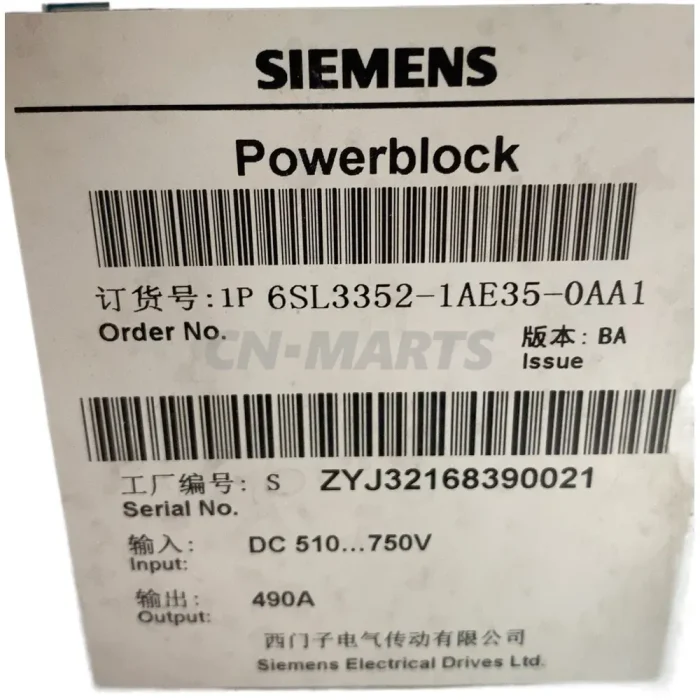 SIEMENS
Powerblock
订货号:1P 6SL3352-1AE35-0AA1
Order No.
CN-MARTS
版本: BA
Issue
工厂编号: S ZYJ32168390021
Serial No.
输入: DC 510...750V
Input:
输出: 490A
Output:
西门子电气传动有限公司
Siemens Electrical Drives Ltd.